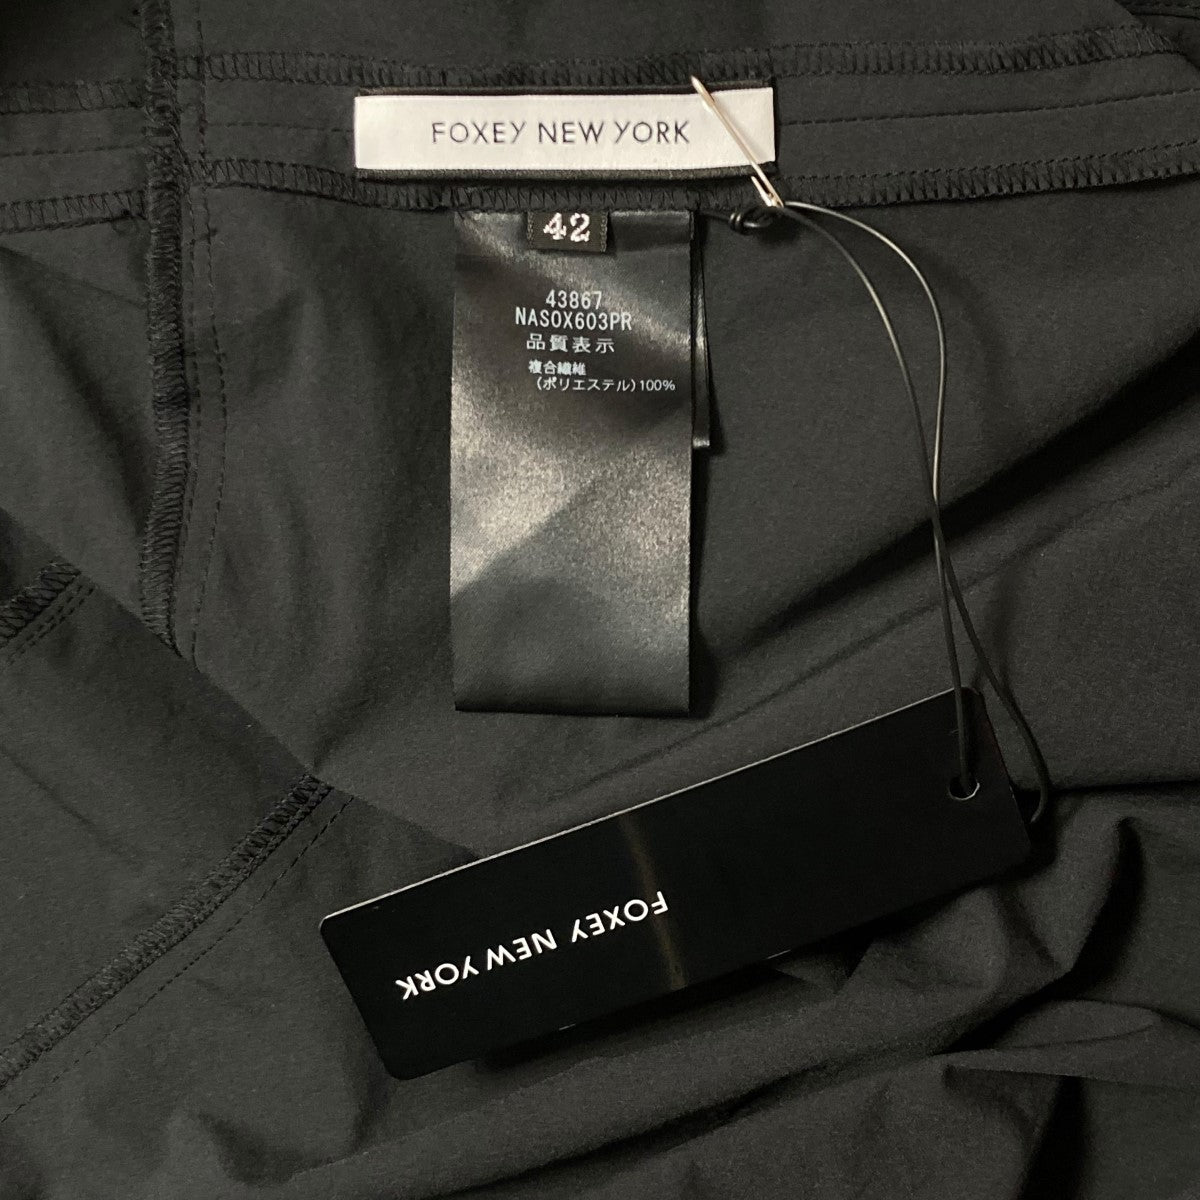 FOXEY NEW YORK
42
43867
NASOX603PR
品質表示
複合繊維
(ポリエステル)100%
FOXEY NEW YORK